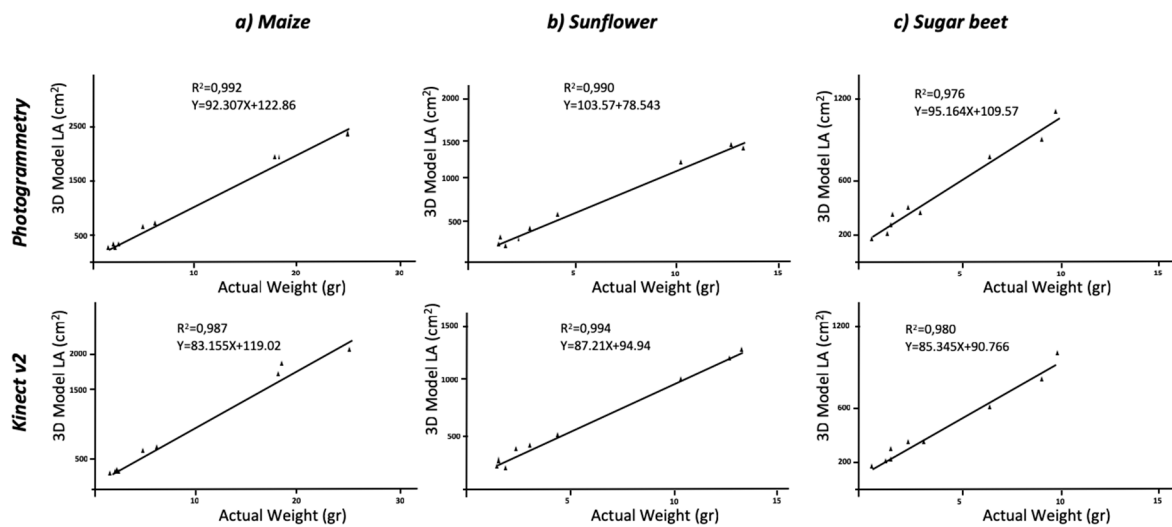 a) Maize
b) Sunflower
c) Sugar beet
Photogrammetry
3D Model LA (cm²)
R²=0,992
Y=92.307X+122.86
2500
1500
500
10
20
30
Actual Weight (gr)
3D Model LA (cm²)
R²=0,990
Y=103.57+78.543
2000
1500
1000
500
5
10
15
Actual Weight (gr)
3D Model LA (cm²)
R²=0,976
Y=95.164X+109.57
1200
600
200
5
10
15
Actual Weight (gr)
Kinect v2
3D Model LA (cm²)
R²=0,987
Y=83.155X+119.02
2000
1500
500
10
20
30
Actual Weight (gr)
3D Model LA (cm²)
R²=0,994
Y=87.21X+94.94
1500
1000
500
5
10
15
Actual Weight (gr)
3D Model LA (cm²)
R²=0,980
Y=85.345X+90.766
1200
600
200
5
10
15
Actual Weight (gr)